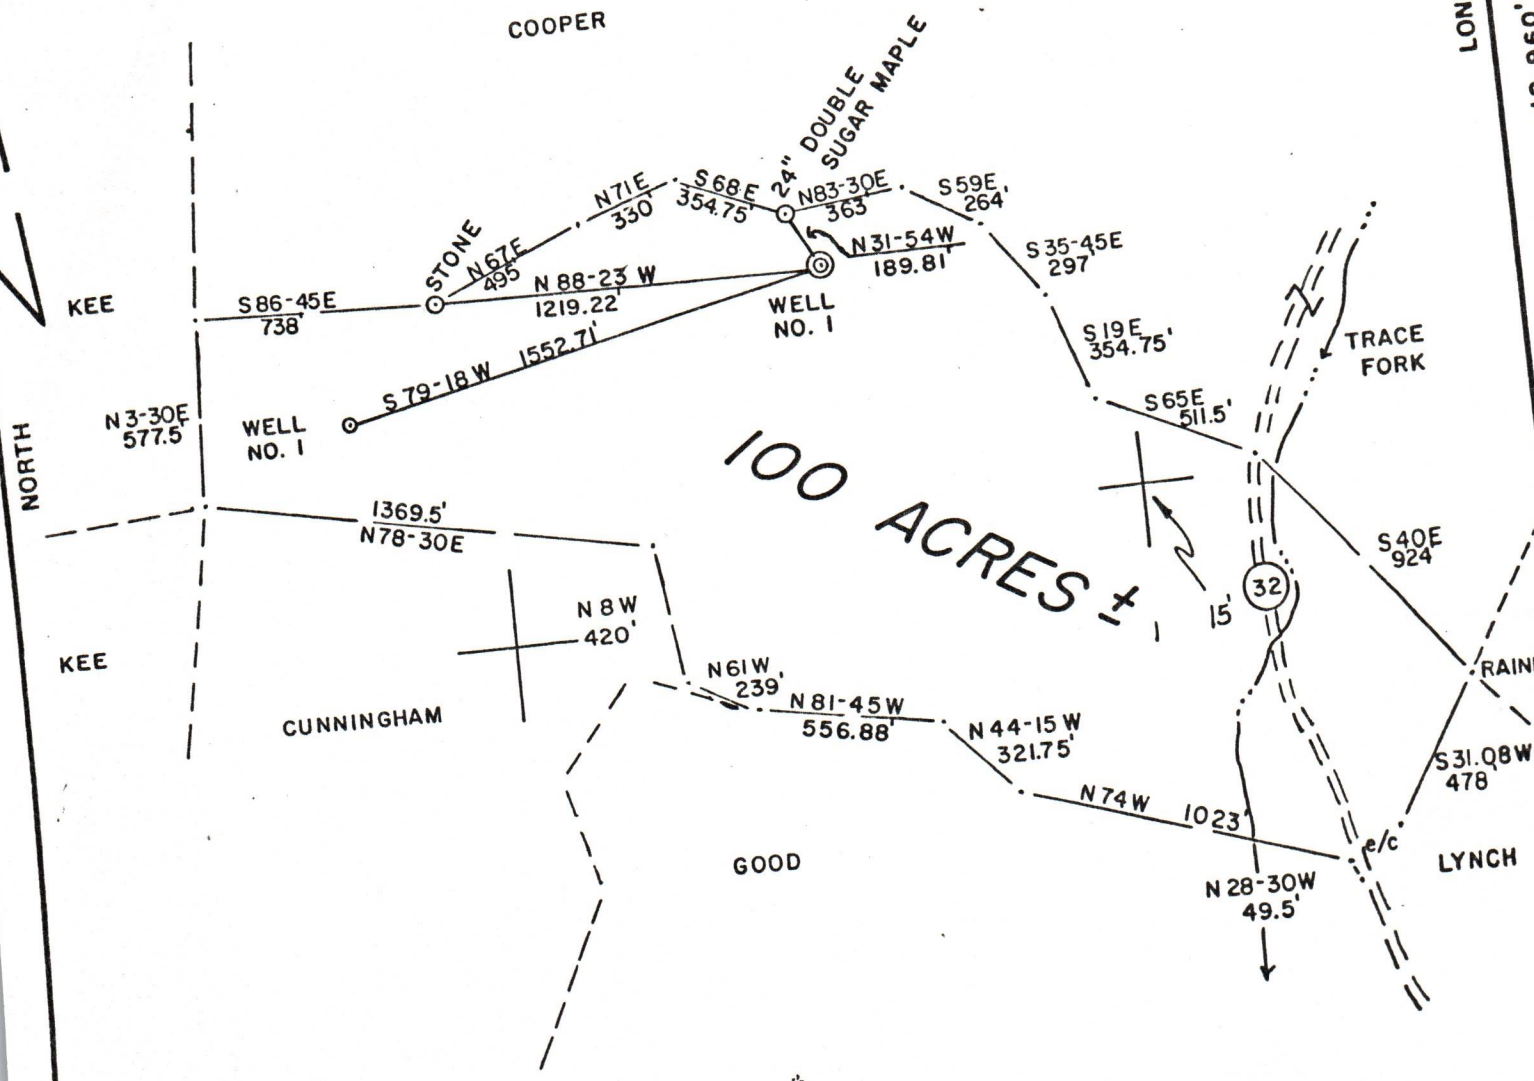 COOPER
24" DOUBLE
SUGAR MAPLE
STONE
N 67E
495'
N71E
330'
S 68 E
354.75'
N83-30E
363'
S59E
264'
S35-45E
297'
S19E
354.75'
S65E
511.5'
S40E
924'
S31.08W
478'
KEE
S86-45E
738'
N 88-23 W
1219.22'
N31-54W
189.81'
WELL
NO. 1
S 79-18 W 1552.71'
WELL
NO. 1
N3-30E
577.5'
NORTH
TRACE
FORK
100 ACRES ±
15'
32
1369.5'
N78-30E
N 8 W
420'
KEE
CUNNINGHAM
N61W
239'
N 81-45 W
556.88'
N 44-15 W
321.75'
N 74 W 1023'
e/c
LYNCH
GOOD
N 28-30W
49.5'